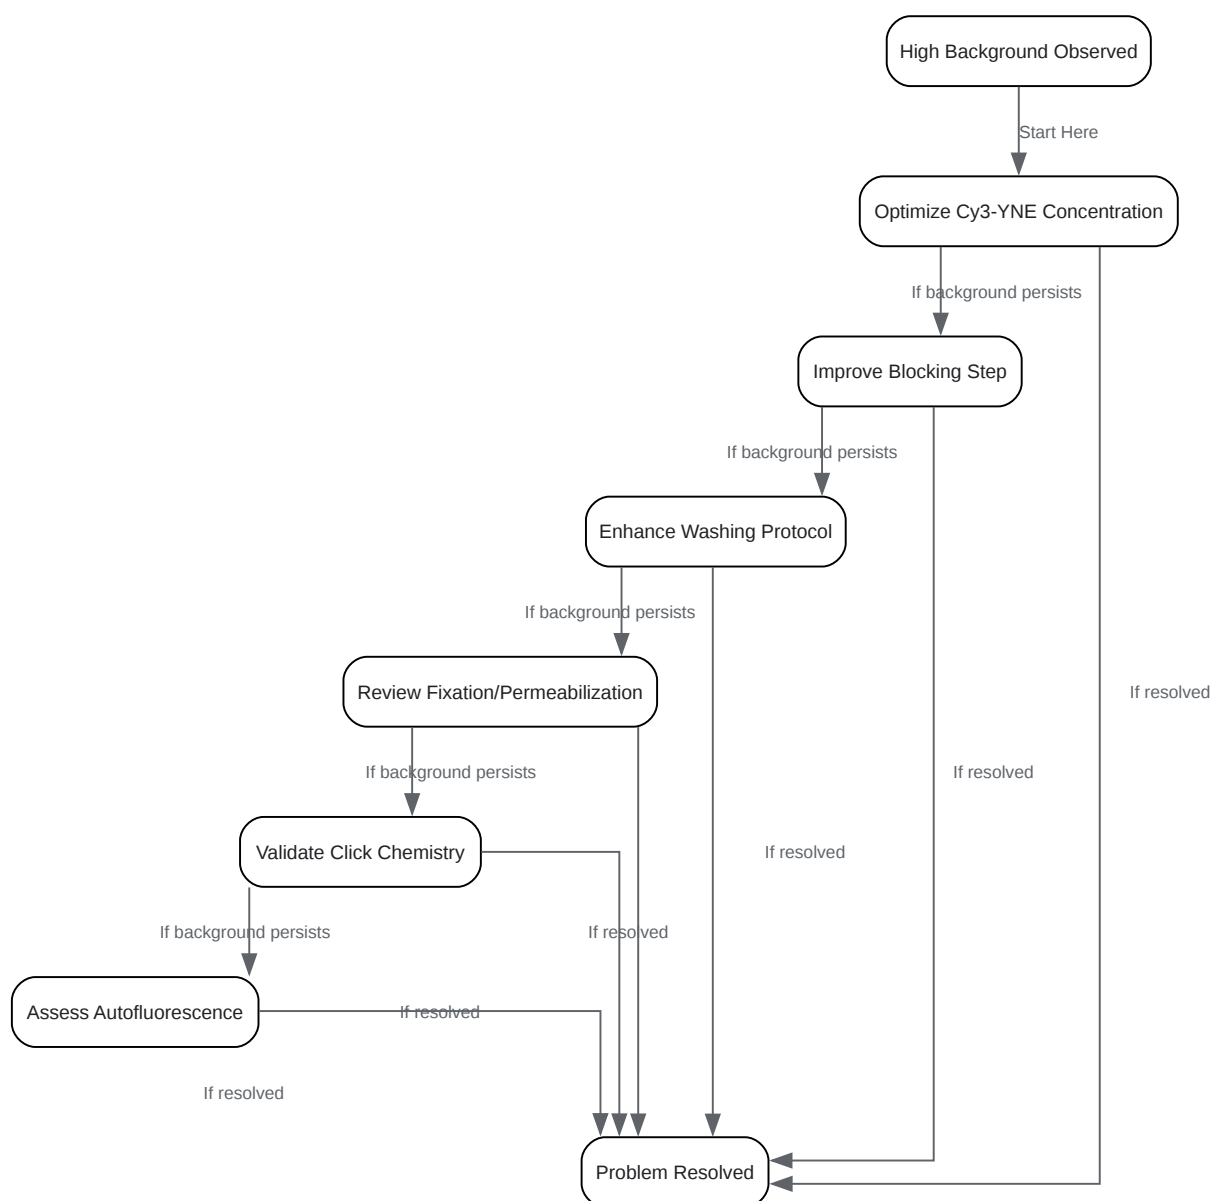 High Background Observed
Start Here
Optimize Cy3-YNE Concentration
If background persists
Improve Blocking Step
If background persists
Enhance Washing Protocol
If background persists
Review Fixation/Permeabilization
If resolved
If background persists
If resolved
Validate Click Chemistry
If resolved
If background persists
If resolved
Assess Autofluorescence
If resolved
If resolved
Problem Resolved